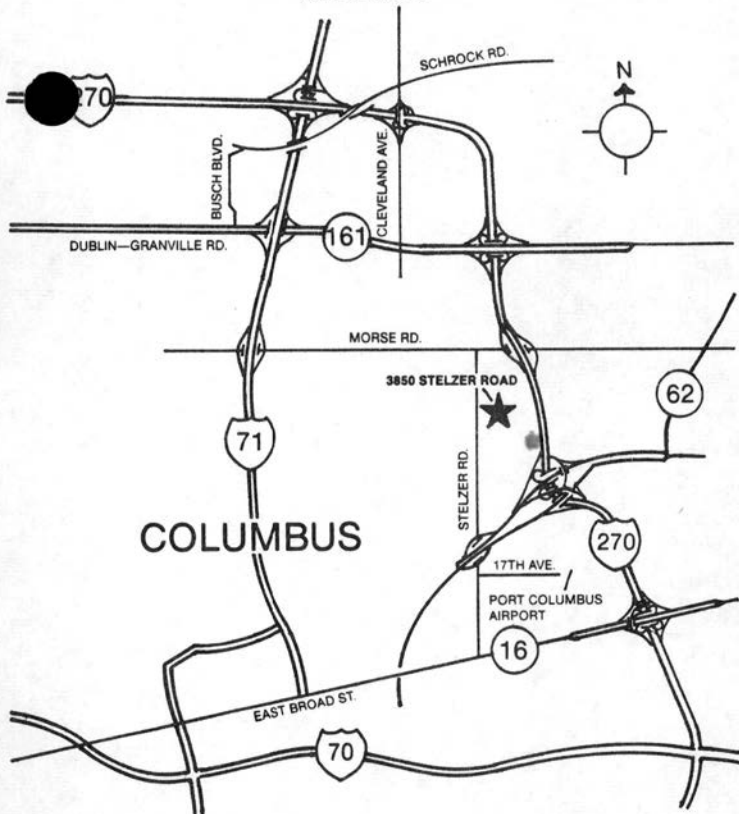 SCHROCK RD.
270
N
BUSCH BLVD.
CLEVELAND AVE.
161
DUBLIN—GRANVILLE RD.
MORSE RD.
3850 STELZER ROAD
62
71
STELZER RD.
COLUMBUS
270
17TH AVE.
PORT COLUMBUS
AIRPORT
16
EAST BROAD ST.
70